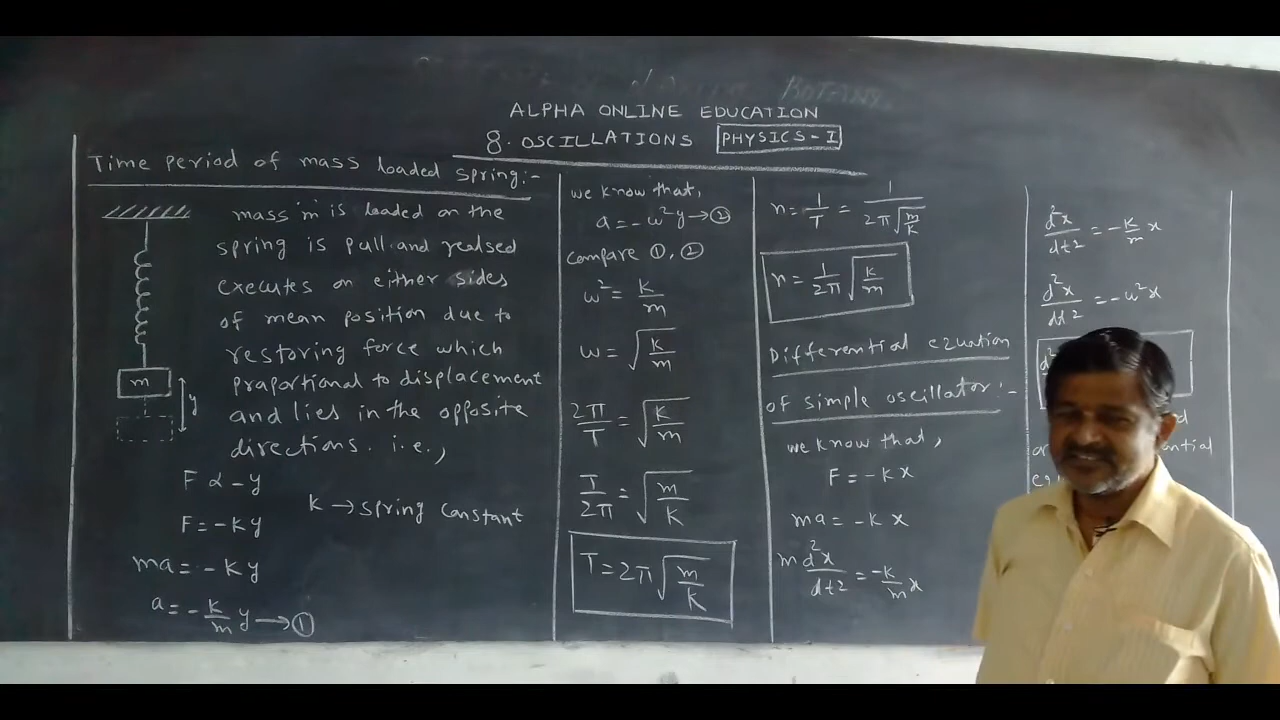 ALPHA ONLINE EDUCATION
8. OSCILLATIONS PHYSICS-I
Time period of mass loaded spring:-
mass 'm' is loaded on the
spring is pull and realsed
executes on either sides
of mean position due to
restoring force which
praportional to displacement
and lies in the opposite
directions. i.e.,
m
y
F ∝ -y
F = -Ky
K → spring constant
ma = -Ky
a = -K/m y → ①
we know that,
a = -ω²y → ②
compare ①, ②
ω² = K/m
ω = √(K/m)
2π/T = √(K/m)
T/2π = √(m/K)
T = 2π√(m/K)
n = 1/T = 1/(2π√(m/K))
n = 1/2π √(K/m)
Differential equation
of simple oscillator:-
we know that,
F = -Kx
ma = -Kx
m d²x/dt² = -K/m x
d²x/dt² = -K/m x
d²x/dt² = -ω²x